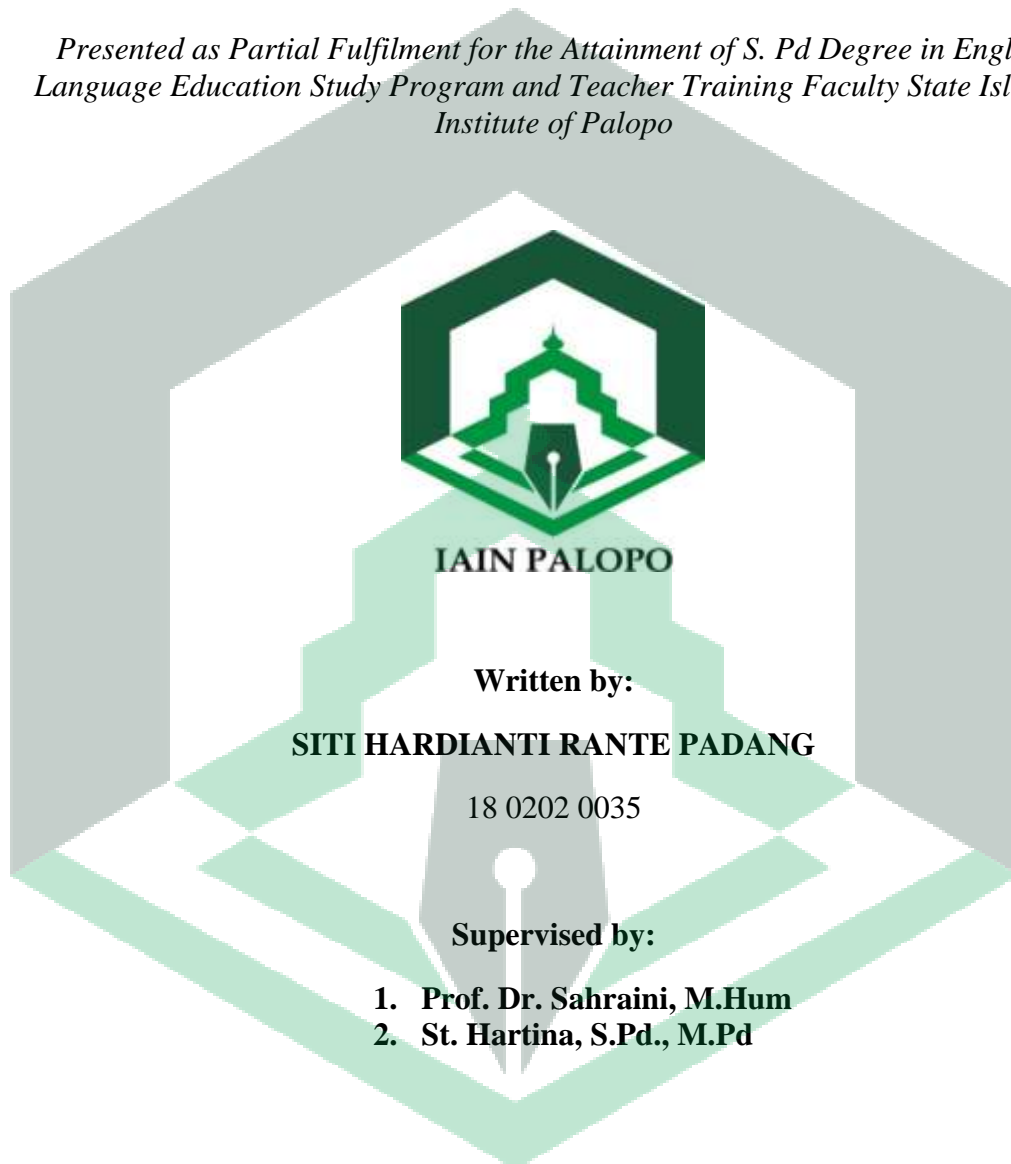 Presented as Partial Fulfilment for the Attainment of S. Pd Degree in Engl
Language Education Study Program and Teacher Training Faculty State Isl
Institute of Palopo
IAIN PALOPO
Written by:
SITI HARDIANTI RANTE PADANG
18 0202 0035
Supervised by:
1. Prof. Dr. Sahraini, M.Hum
2. St. Hartina, S.Pd., M.Pd